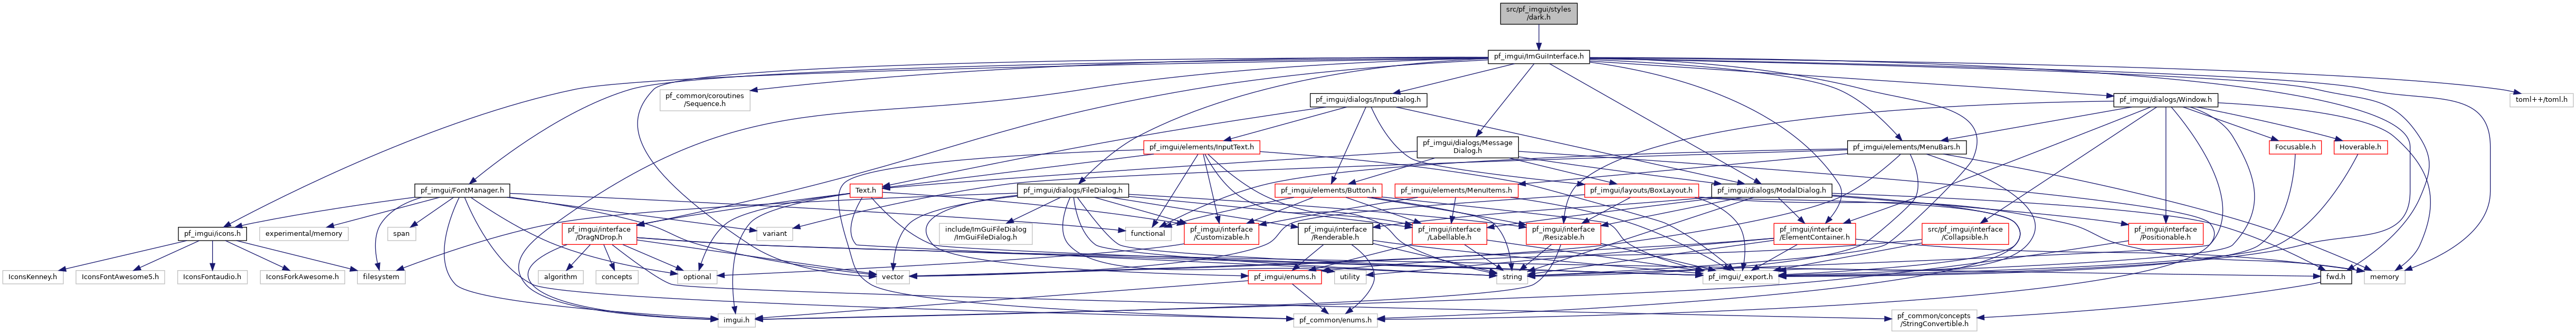 src/pf_imgui/styles
/dark.h
pf_imgui/ImGuiInterface.h
pf_common/coroutines
/Sequence.h
pf_imgui/dialogs/InputDialog.h
pf_imgui/dialogs/Window.h
toml++/toml.h
pf_imgui/elements/InputText.h
pf_imgui/dialogs/Message
Dialog.h
pf_imgui/elements/MenuBars.h
Focusable.h
Hoverable.h
pf_imgui/FontManager.h
Text.h
pf_imgui/dialogs/FileDialog.h
pf_imgui/elements/Button.h
pf_imgui/elements/MenuItems.h
pf_imgui/layouts/BoxLayout.h
pf_imgui/dialogs/ModalDialog.h
pf_imgui/icons.h
experimental/memory
span
pf_imgui/interface
/DragNDrop.h
variant
include/ImGuiFileDialog
/ImGuiFileDialog.h
functional
pf_imgui/interface
/Customizable.h
pf_imgui/interface
/Renderable.h
pf_imgui/interface
/Labellable.h
pf_imgui/interface
/Resizable.h
pf_imgui/interface
/ElementContainer.h
src/pf_imgui/interface
/Collapsible.h
pf_imgui/interface
/Positionable.h
IconsKenney.h
IconsFontAwesome5.h
IconsFontaudio.h
IconsForkAwesome.h
filesystem
algorithm
concepts
optional
vector
pf_imgui/enums.h
utility
string
pf_imgui/_export.h
fwd.h
memory
imgui.h
pf_common/enums.h
pf_common/concepts
/StringConvertible.h